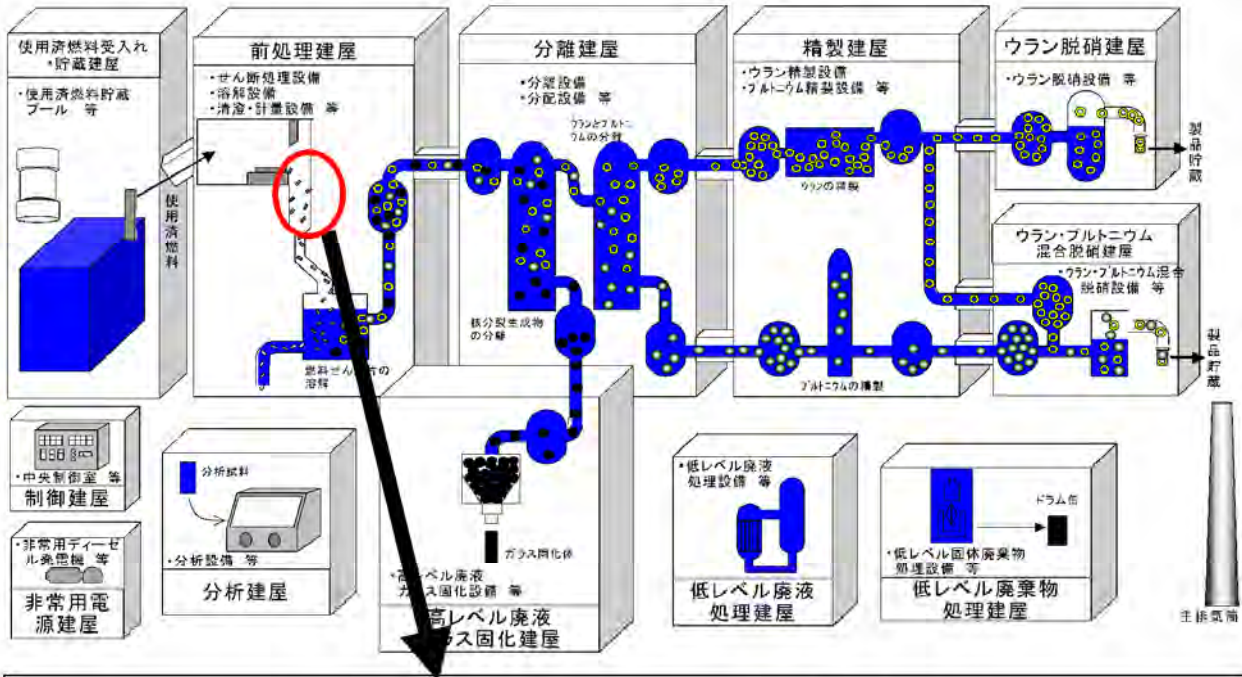 使用済燃料受入れ
・貯蔵建屋
・使用済燃料貯蔵
プール 等
使用済燃料
前処理建屋
・せん断処理設備
・溶解設備
・清澄・計量設備 等
燃料せん
片の
溶解
分離建屋
・分離設備
・分配設備 等
ウランとプルトニ
ウムの分離
核分裂生成物
の分離
精製建屋
・ウラン精製設備
・プルトニウム精製設備 等
ウランの精製
プルトニウムの精製
ウラン脱硝建屋
・ウラン脱硝設備 等
製品貯蔵
ウラン・プルトニウム
混合脱硝建屋
・ウラン・プルトニウム混合
脱硝設備 等
製品貯蔵
・中央制御室 等
制御建屋
・非常用ディーゼ
ル発電機 等
非常用電
源建屋
分析試料
・分析設備 等
分析建屋
ガラス固化体
・高レベル廃液
ガラス固化設備 等
高レベル廃液
ラス固化建屋
・低レベル廃液
処理設備 等
低レベル廃液
処理建屋
ドラム缶
・低レベル固体廃棄物
処理設備 等
低レベル廃棄物
処理建屋
主排気筒